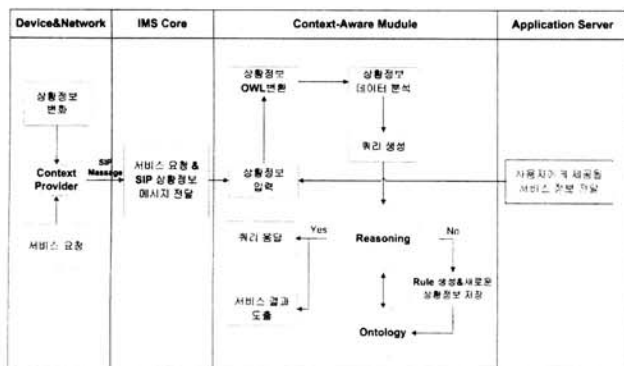 Device&Network
IMS Core
Context-Aware Mudule
Application Server
상황정보
변화
Context
Provider
서비스 요청
SIP
Message
서비스 요청 &
SIP 상황정보
메시지 전달
상황정보
OWL변환
상황정보
데이터 분석
쿼리 생성
상황정보
입력
사용자에게 제공될
서비스 정보 전달
쿼리 응답
Yes
Reasoning
No
서비스 결과
도출
Rule 생성&새로운
상황정보 저장
Ontology